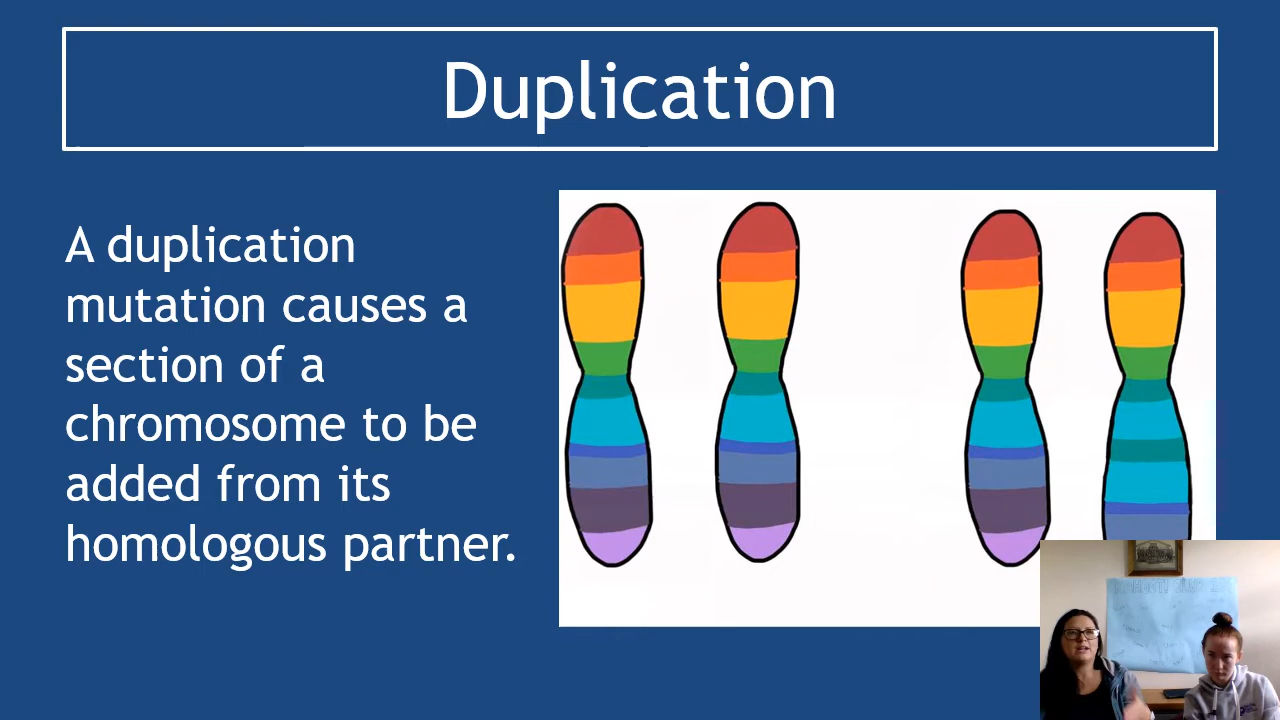 Duplication
A duplication
mutation causes a
section of a
chromosome to be
added from its
homologous partner.